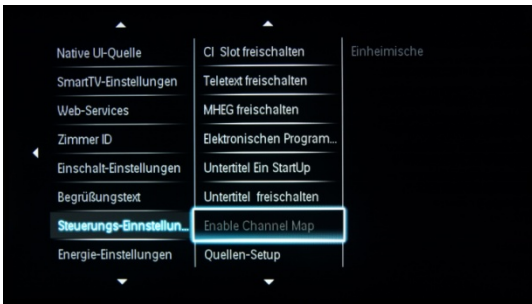 Native UI-Quelle
SmartTV-Einstellungen
Web-Services
Zimmer ID
Einschalt-Einstellungen
Begrüßungstext
Steuerungs-Einnstellun...
Energie-Einstellungen
CI Slot freischalten
Teletext freischalten
MHEG freischalten
Elektronischen Program...
Untertitel Ein StartUp
Untertitel freischalten
Enable Channel Map
Quellen-Setup
Einheimische